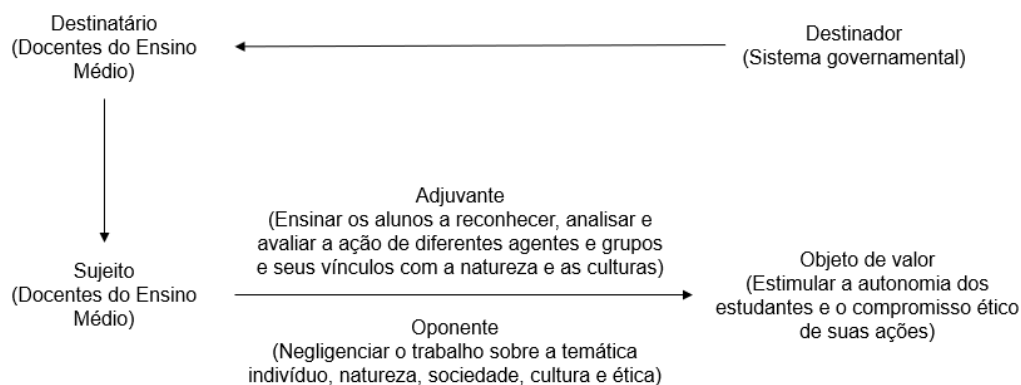 Destinatário
(Docentes do Ensino
Médio)
Destinador
(Sistema governamental)
Adjuvante
(Ensinar os alunos a reconhecer, analisar e
avaliar a ação de diferentes agentes e grupos
e seus vínculos com a natureza e as culturas)
Sujeito
(Docentes do Ensino
Médio)
Objeto de valor
(Estimular a autonomia dos
estudantes e o compromisso ético
de suas ações)
Oponente
(Negligenciar o trabalho sobre a temática
indivíduo, natureza, sociedade, cultura e ética)